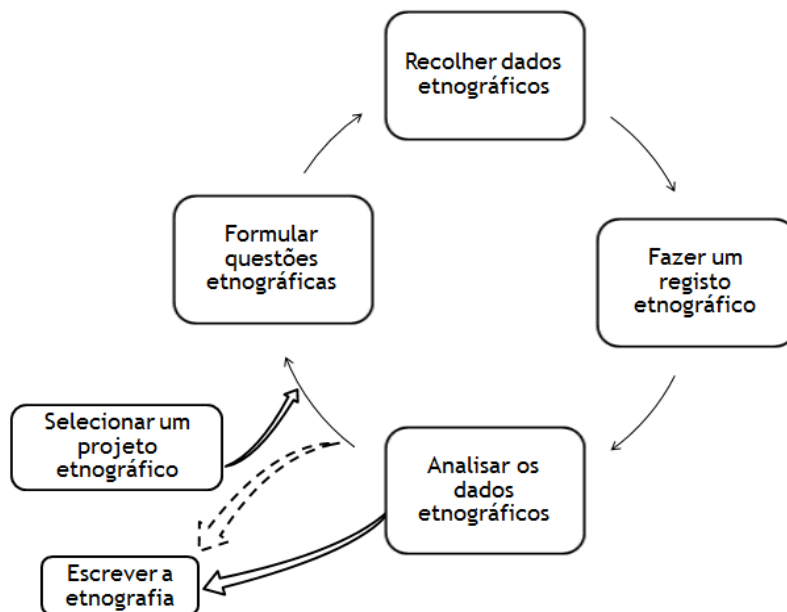 Recolher dados
etnográficos
Formular
questões
etnográficas
Fazer um
registo
etnográfico
Selecionar um
projeto
etnográfico
Analisar os
dados
etnográficos
Escrever a
etnografia